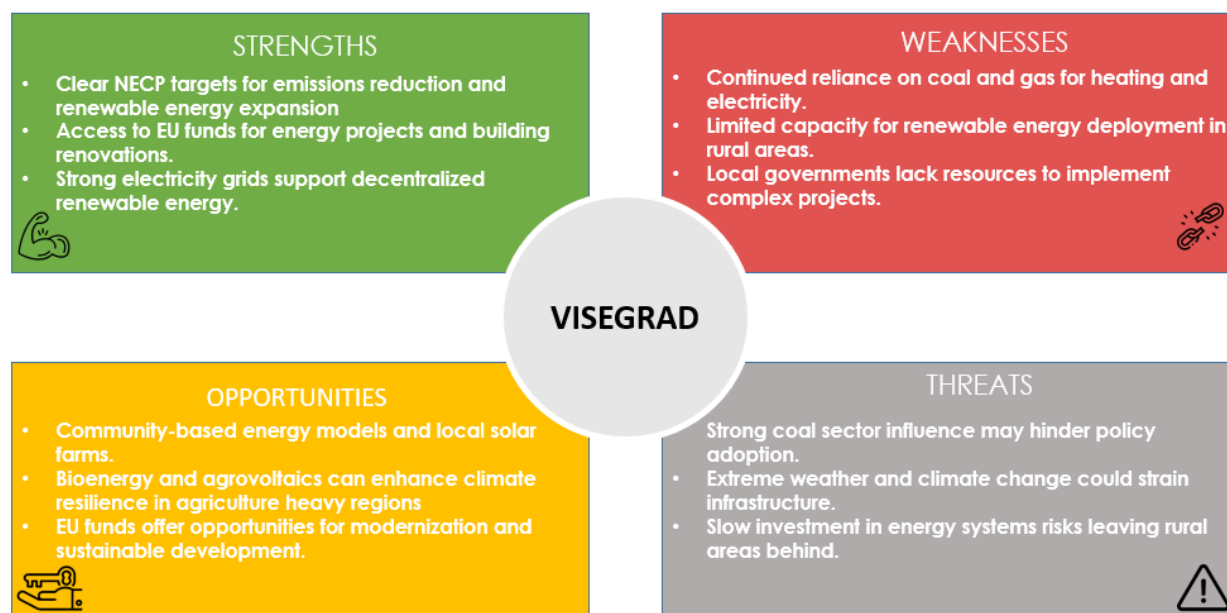 STRENGTHS
• Clear NECP targets for emissions reduction and
renewable energy expansion
• Access to EU funds for energy projects and building
renovations.
• Strong electricity grids support decentralized
renewable energy.
WEAKNESSES
• Continued reliance on coal and gas for heating and
electricity.
• Limited capacity for renewable energy deployment in
rural areas.
• Local governments lack resources to implement
complex projects.
VISEGRAD
OPPORTUNITIES
• Community-based energy models and local solar
farms.
• Bioenergy and agrovoltaics can enhance climate
resilience in agriculture heavy regions
• EU funds offer opportunities for modernization and
sustainable development.
THREATS
Strong coal sector influence may hinder policy
adoption.
• Extreme weather and climate change could strain
infrastructure.
• Slow investment in energy systems risks leaving rural
areas behind.